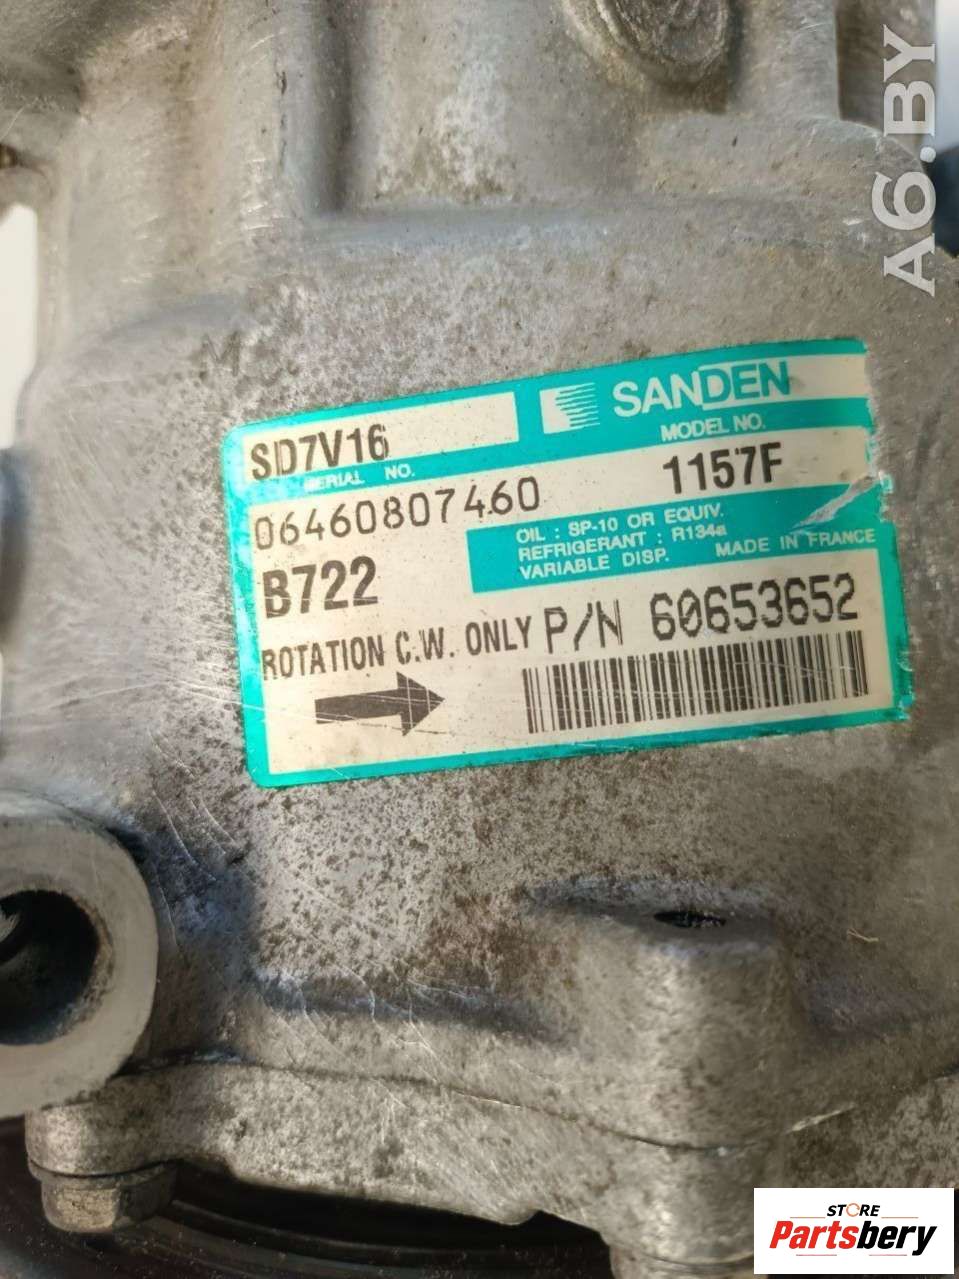 A6.BY
SANDEN
SD7V16
MODEL NO.
SERIAL NO.
1157F
06460807460
OIL : SP-10 OR EQUIV.
REFRIGERANT : R134a
VARIABLE DISP.
MADE IN FRANCE
B722
P/N 60653652
ROTATION C.W. ONLY
STORE
Partsbery